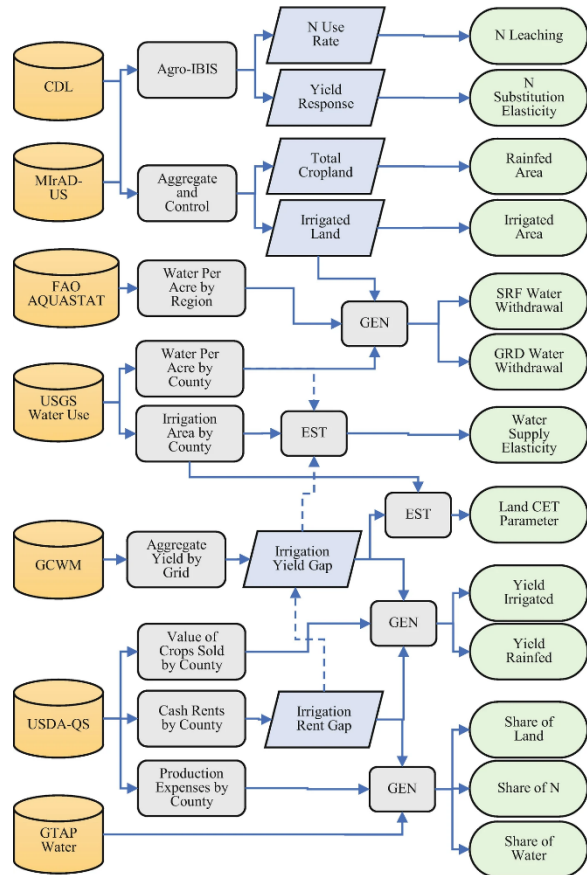 CDL
Agro-IBIS
N Use
Rate
N Leaching
Yield
Response
N
Substitution
Elasticity
MIrAD-
US
Aggregate
and
Control
Total
Cropland
Rainfed
Area
Irrigated
Land
Irrigated
Area
FAO
AQUASTAT
Water Per
Acre by
Region
GEN
SRF Water
Withdrawal
GRD Water
Withdrawal
USGS
Water Use
Water Per
Acre by
County
Irrigation
Area by
County
EST
Water
Supply
Elasticity
EST
Land CET
Parameter
GCWM
Aggregate
Yield by
Grid
Irrigation
Yield Gap
GEN
Yield
Irrigated
Yield
Rainfed
USDA-QS
Value of
Crops Sold
by County
Cash Rents
by County
Irrigation
Rent Gap
Production
Expenses by
County
GEN
Share of
Land
Share of N
Share of
Water
GTAP
Water